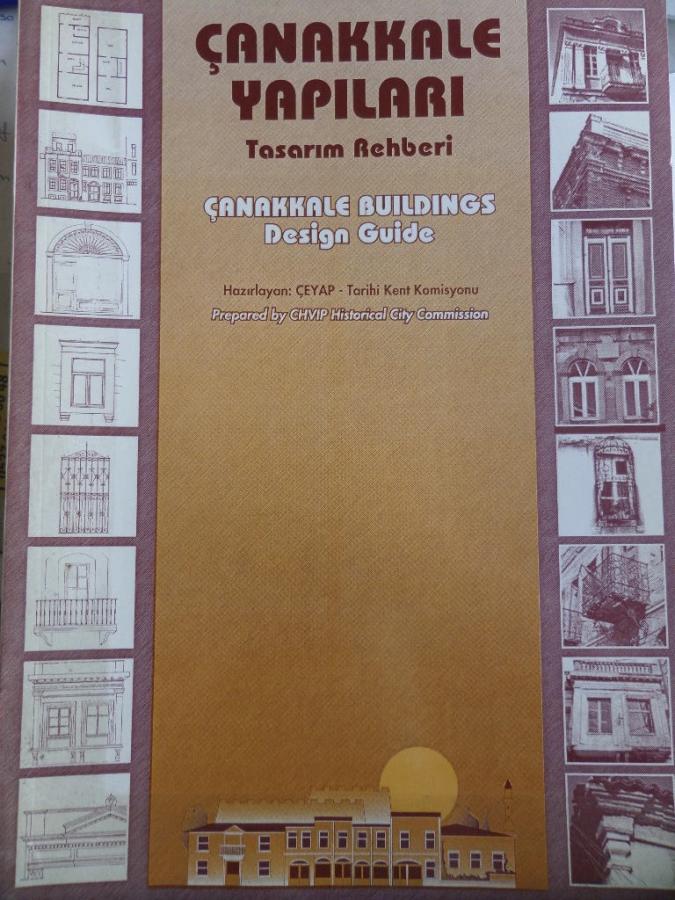 ÇANAKKALE
YAPILARI
Tasarım Rehberi
ÇANAKKALE BUILDINGS
Design Guide
Hazırlayan: ÇEYAP - Tarihi Kent Komisyonu
Prepared by CHVIP Historical City Commission